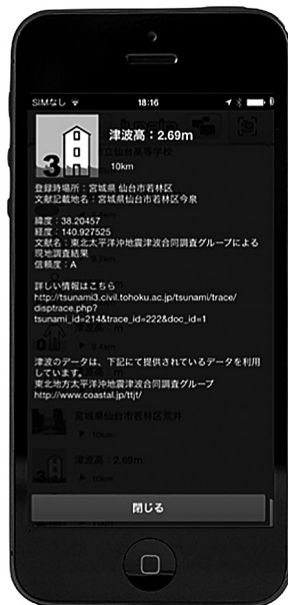 SIMなし 18:16
津波高：2.69m
3
10km
登録時場所：宮城県 仙台市若林区
文献記載地名：宮城県仙台市若林区今泉
緯度：38.20457
経度：140.927525
文献名：東北太平洋沖地震津波合同調査グループによる
現地調査結果
信頼度：A
詳しい情報はこちら
http://tsunami3.civil.tohoku.ac.jp/tsunami/trace/
disptrace.php?
tsunami_id=214&trace_id=222&doc_id=1
津波のデータは、下記にて提供されているデータを利用
しています。
東北地方太平洋沖地震津波合同調査グループ
http://www.coastal.jp/ttjt/
宮城県仙台市若林区荒井
10km
津波高：2.69m
3
10km
閉じる